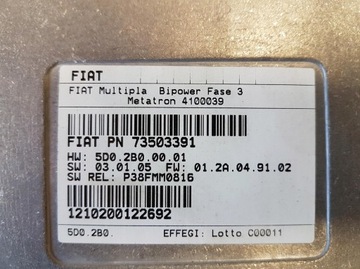 FIAT
FIAT Multipla Bipower Fase 3
Metatron 4100039
FIAT PN 73503391
HW: 5D0.2B0.00.01
SW: 03.01.05 FW: 01.2A.04.91.02
SW REL: P38FMM0816
1210200122692
5D0.2B0. EFFEGI: Lotto C00011